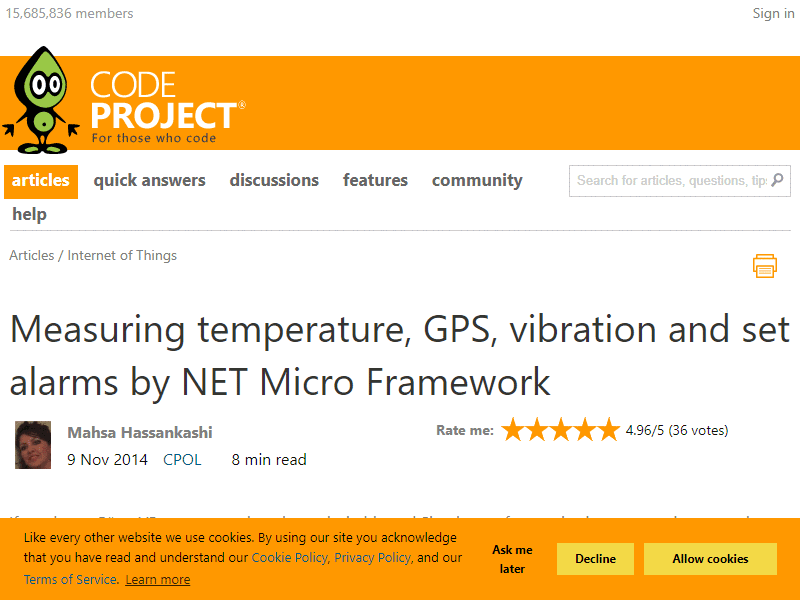 15,685,836 members
Sign in
CODE
PROJECT®
For those who code
articles quick answers discussions features community
Search for articles, questions, tips
help
Articles / Internet of Things
Measuring temperature, GPS, vibration and set
alarms by NET Micro Framework
Mahsa Hassankashi
Rate me: 4.96/5 (36 votes)
9 Nov 2014 CPOL 8 min read
Like every other website we use cookies. By using our site you acknowledge
that you have read and understand our Cookie Policy, Privacy Policy, and our
Terms of Service. Learn more
Ask me
later
Decline
Allow cookies